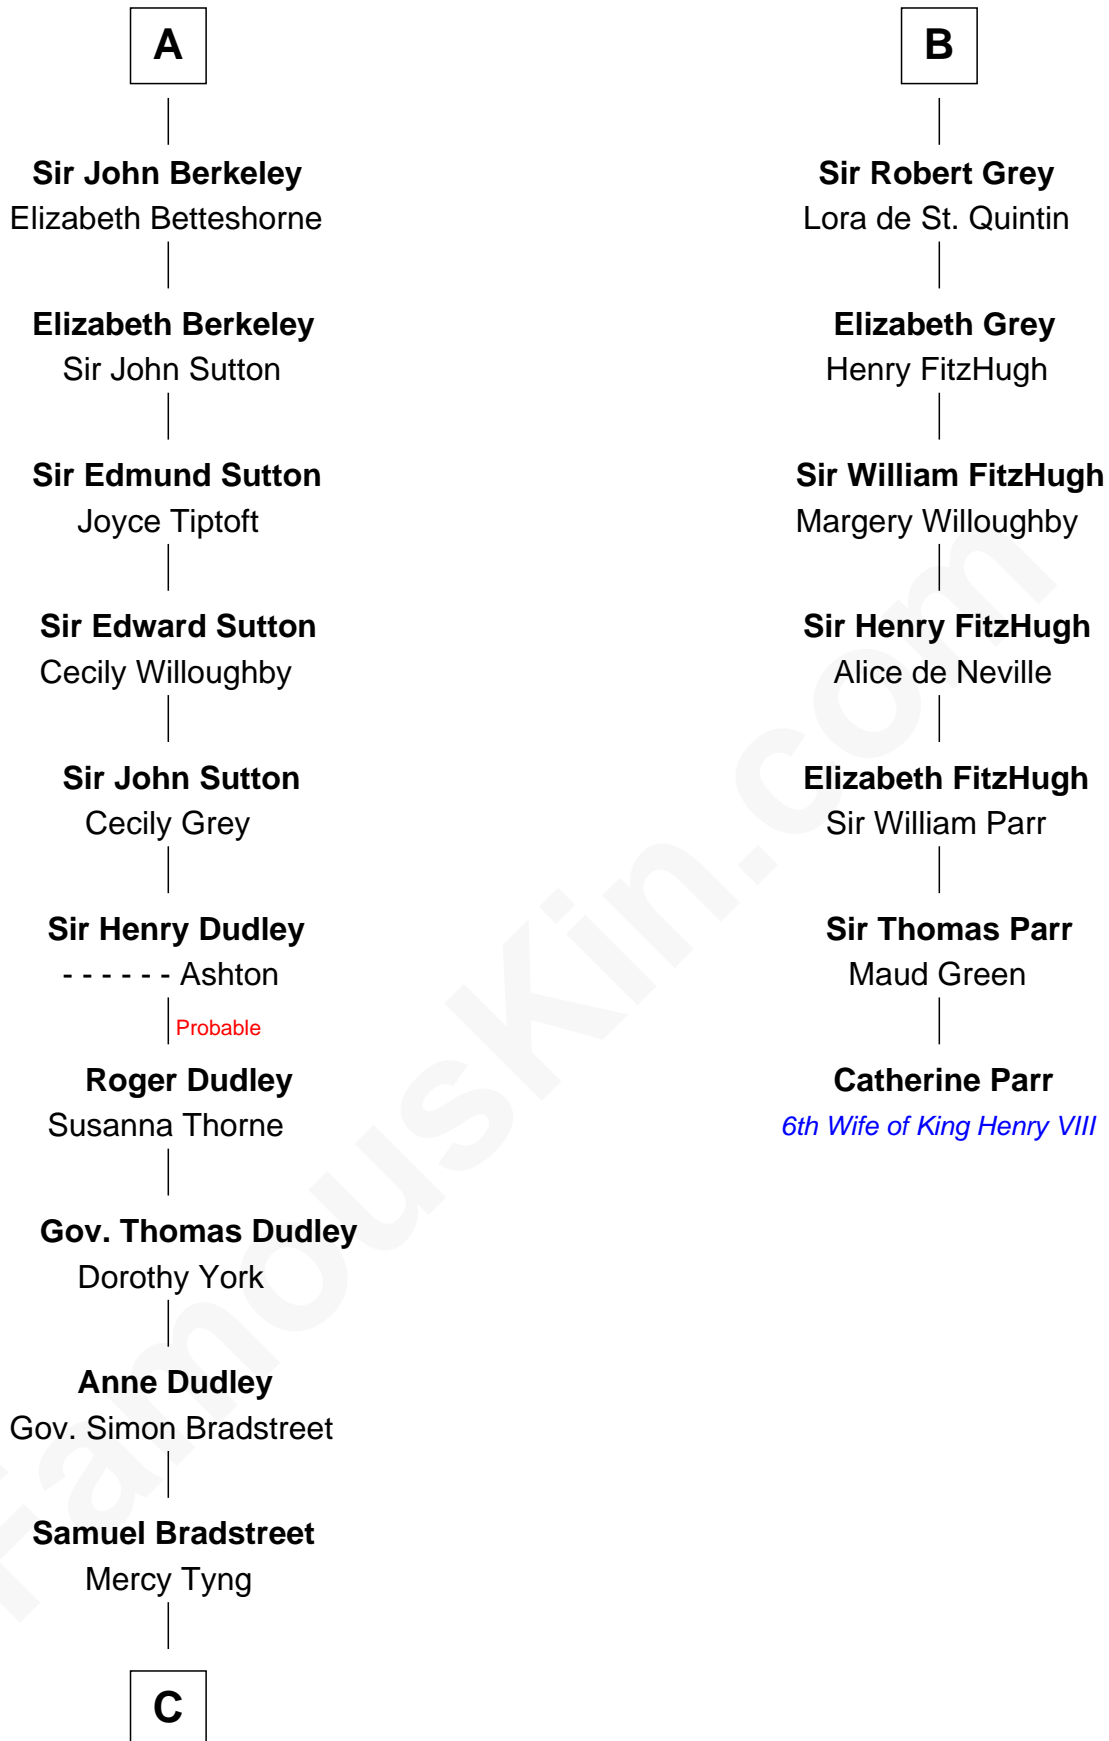 A
Sir John Berkeley
Elizabeth Betteshorne
Elizabeth Berkeley
Sir John Sutton
Sir Edmund Sutton
Joyce Tiptoft
Sir Edward Sutton
Cecily Willoughby
Sir John Sutton
Cecily Grey
Sir Henry Dudley
- - - - - - Ashton
Probable
Roger Dudley
Susanna Thorne
Gov. Thomas Dudley
Dorothy York
Anne Dudley
Gov. Simon Bradstreet
Samuel Bradstreet
Mercy Tyng
C
B
Sir Robert Grey
Lora de St. Quintin
Elizabeth Grey
Henry FitzHugh
Sir William FitzHugh
Margery Willoughby
Sir Henry FitzHugh
Alice de Neville
Elizabeth FitzHugh
Sir William Parr
Sir Thomas Parr
Maud Green
Catherine Parr
6th Wife of King Henry VIII
FamousKin.com